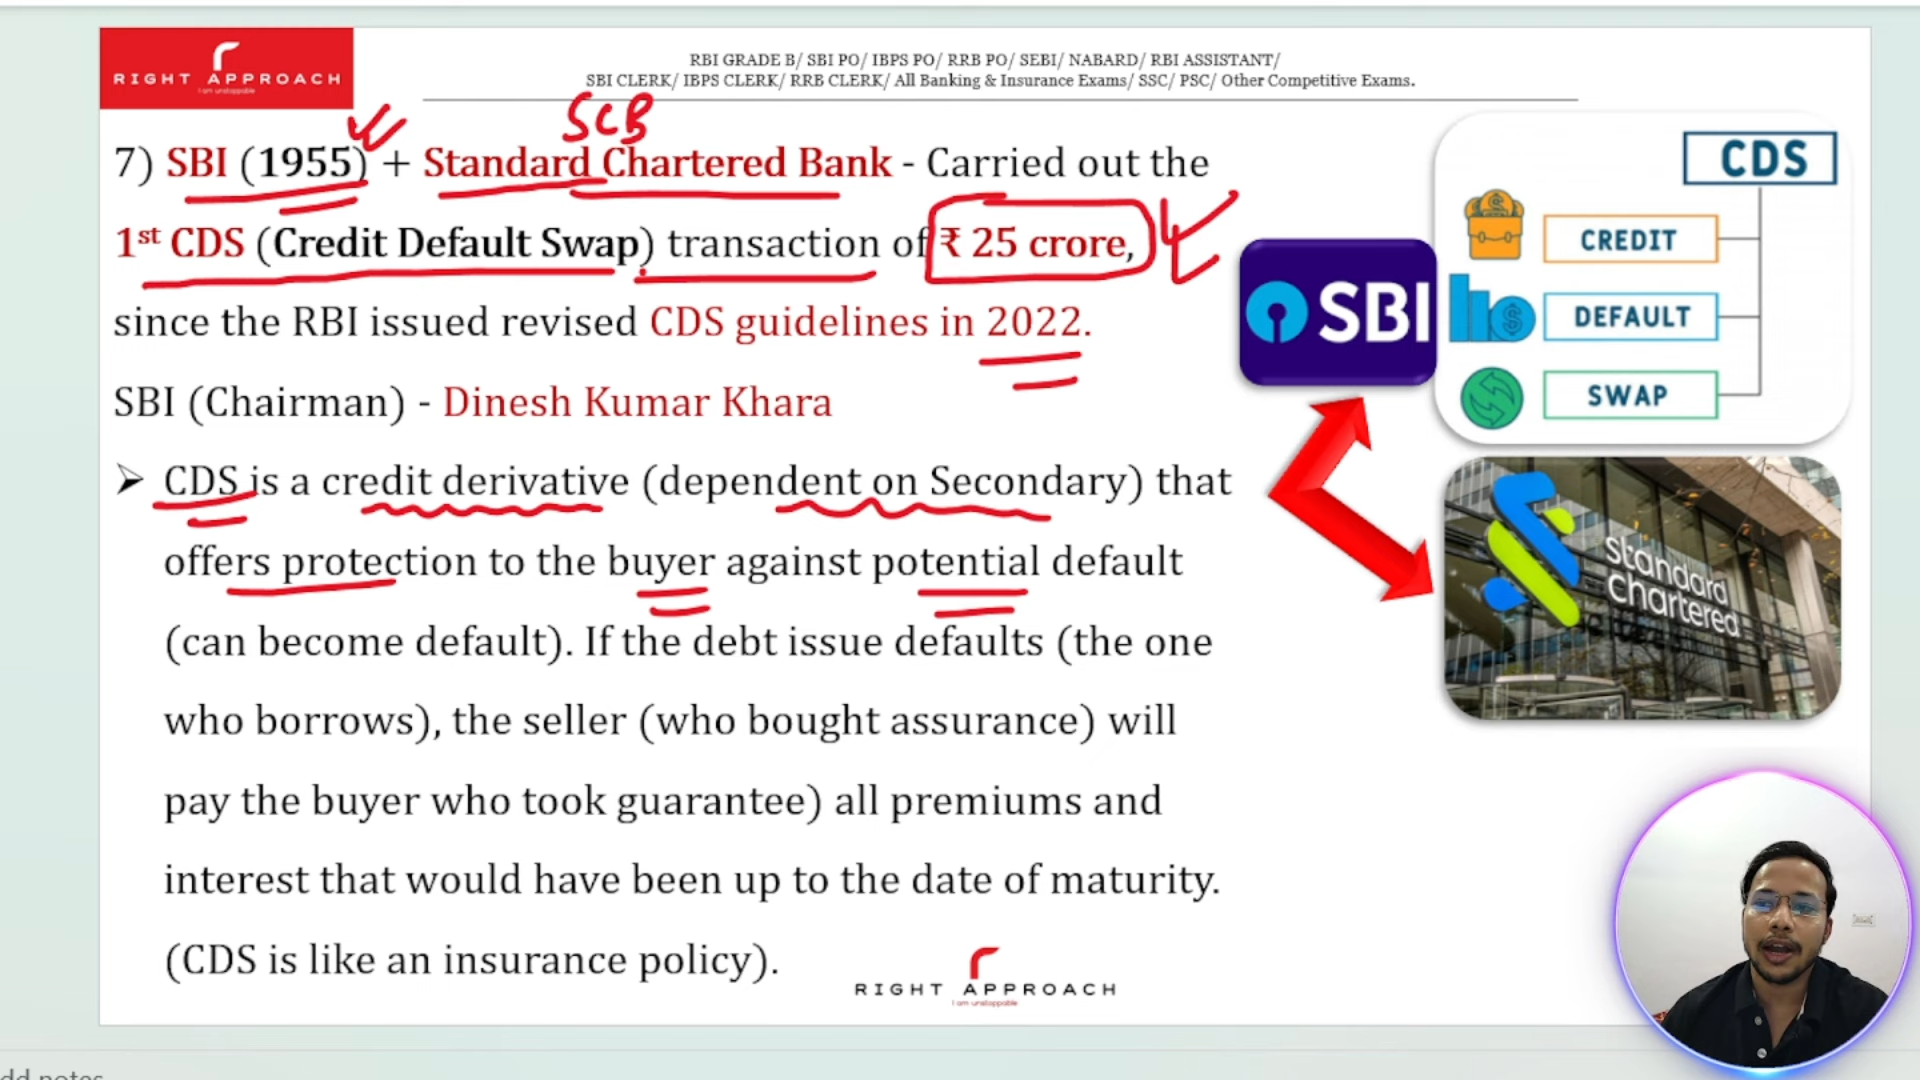 RIGHT APPROACH
I am unstoppable
RBI GRADE B/ SBI PO/ IBPS PO/ RRB PO/ SEBI/ NABARD/ RBI ASSISTANT/
SBI CLERK/ IBPS CLERK/ RRB CLERK/ All Banking & Insurance Exams/ SSC/ PSC/ Other Competitive Exams.
SCB
7) SBI (1955) + Standard Chartered Bank - Carried out the
1st CDS (Credit Default Swap) transaction of ₹ 25 crore,
since the RBI issued revised CDS guidelines in 2022.
SBI (Chairman) - Dinesh Kumar Khara
➢ CDS is a credit derivative (dependent on Secondary) that
offers protection to the buyer against potential default
(can become default). If the debt issue defaults (the one
who borrows), the seller (who bought assurance) will
pay the buyer who took guarantee) all premiums and
interest that would have been up to the date of maturity.
(CDS is like an insurance policy).
CDS
CREDIT
DEFAULT
SWAP
SBI
standard
chartered
RIGHT APPROACH
I am unstoppable
dd notes